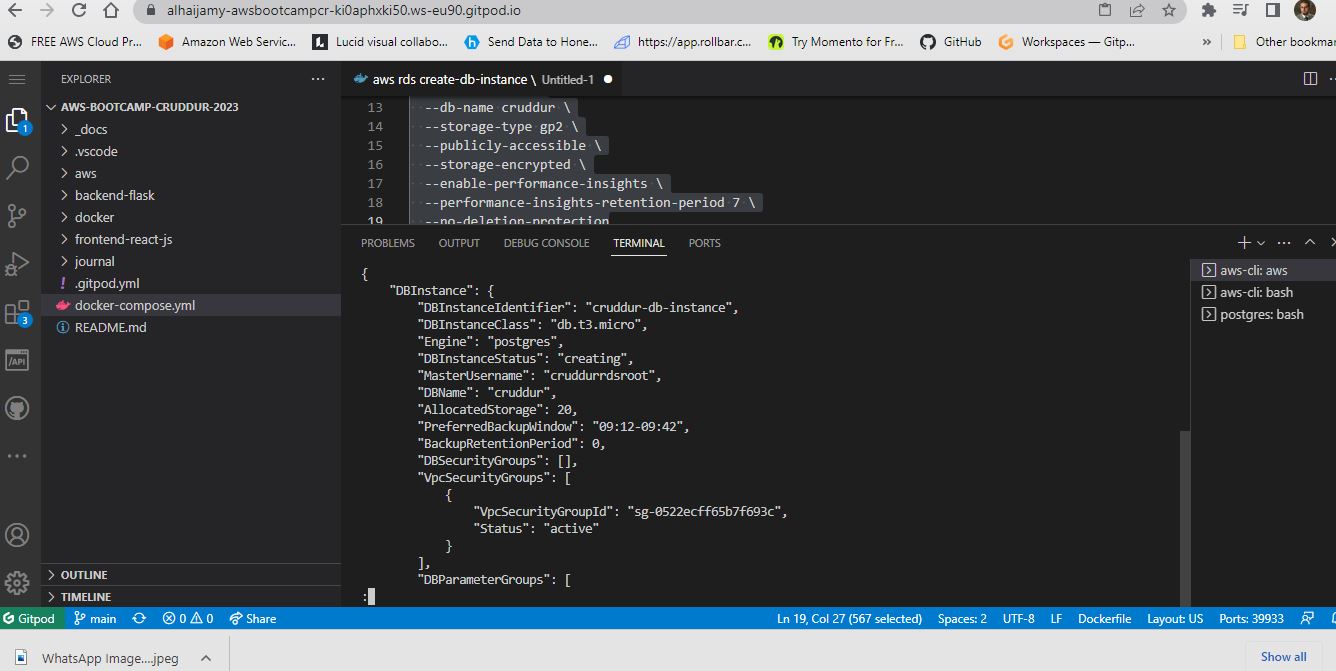 alhaijamy-awsbootcampcr-ki0aphxki50.ws-eu90.gitpod.io
FREE AWS Cloud Pr... Amazon Web Servic... Lucid visual collabo... Send Data to Hone... https://app.rollbar.c... Try Momento for Fr... GitHub Workspaces — Gitp... » Other bookmar
EXPLORER ...
aws rds create-db-instance \ Untitled-1 ●
AWS-BOOTCAMP-CRUDDUR-2023
_docs
.vscode
aws
backend-flask
docker
frontend-react-js
journal
.gitpod.yml
docker-compose.yml
README.md
OUTLINE
TIMELINE
1
3
/API
13 --db-name cruddur \
14 --storage-type gp2 \
15 --publicly-accessible \
16 --storage-encrypted \
17 --enable-performance-insights \
18 --performance-insights-retention-period 7 \
19 --no-deletion-protection
PROBLEMS OUTPUT DEBUG CONSOLE TERMINAL PORTS
{
"DBInstance": {
"DBInstanceIdentifier": "cruddur-db-instance",
"DBInstanceClass": "db.t3.micro",
"Engine": "postgres",
"DBInstanceStatus": "creating",
"MasterUsername": "cruddurrdsroot",
"DBName": "cruddur",
"AllocatedStorage": 20,
"PreferredBackupWindow": "09:12-09:42",
"BackupRetentionPeriod": 0,
"DBSecurityGroups": [],
"VpcSecurityGroups": [
{
"VpcSecurityGroupId": "sg-0522ecff65b7f693c",
"Status": "active"
}
],
"DBParameterGroups": [
:
aws-cli: aws
aws-cli: bash
postgres: bash
Gitpod main 0 0 Share Ln 19, Col 27 (567 selected) Spaces: 2 UTF-8 LF Dockerfile Layout: US Ports: 39933
WhatsApp Image....jpeg Show all